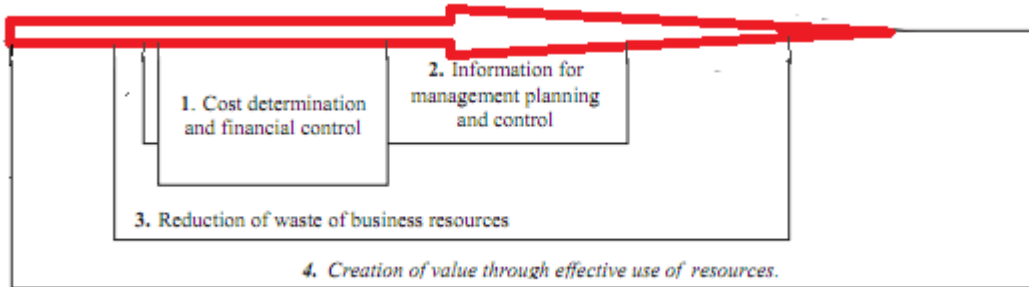 2. Information for
management planning
and control
1. Cost determination
and financial control
3. Reduction of waste of business resources
4. Creation of value through effective use of resources.